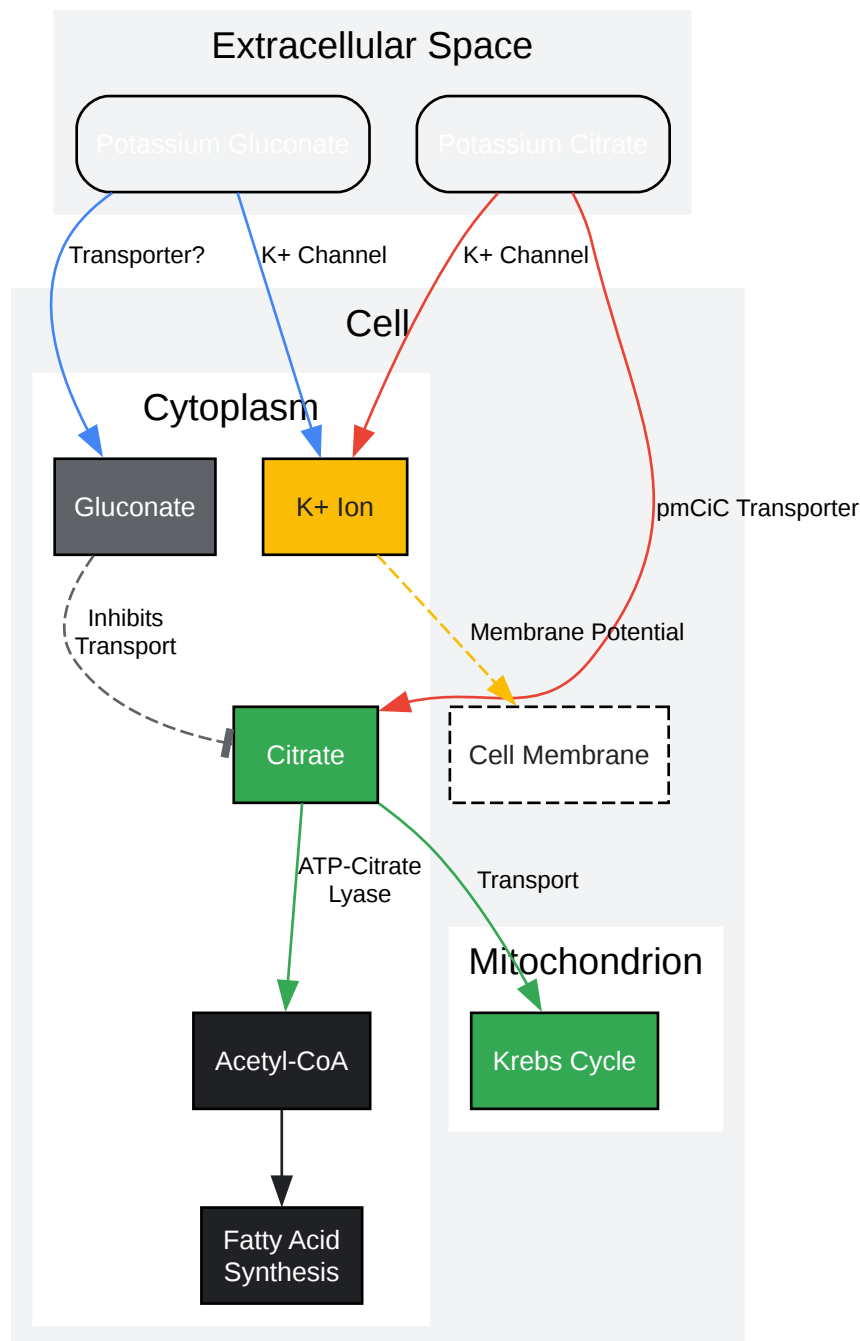 Extracellular Space
Potassium Gluconate
Potassium Citrate
Transporter?
K+ Channel
K+ Channel
Cell
Cytoplasm
Gluconate
K+ Ion
pmCiC Transporter
Inhibits
Transport
Membrane Potential
Citrate
Cell Membrane
ATP-Citrate
Lyase
Transport
Mitochondrion
Acetyl-CoA
Krebs Cycle
Fatty Acid
Synthesis